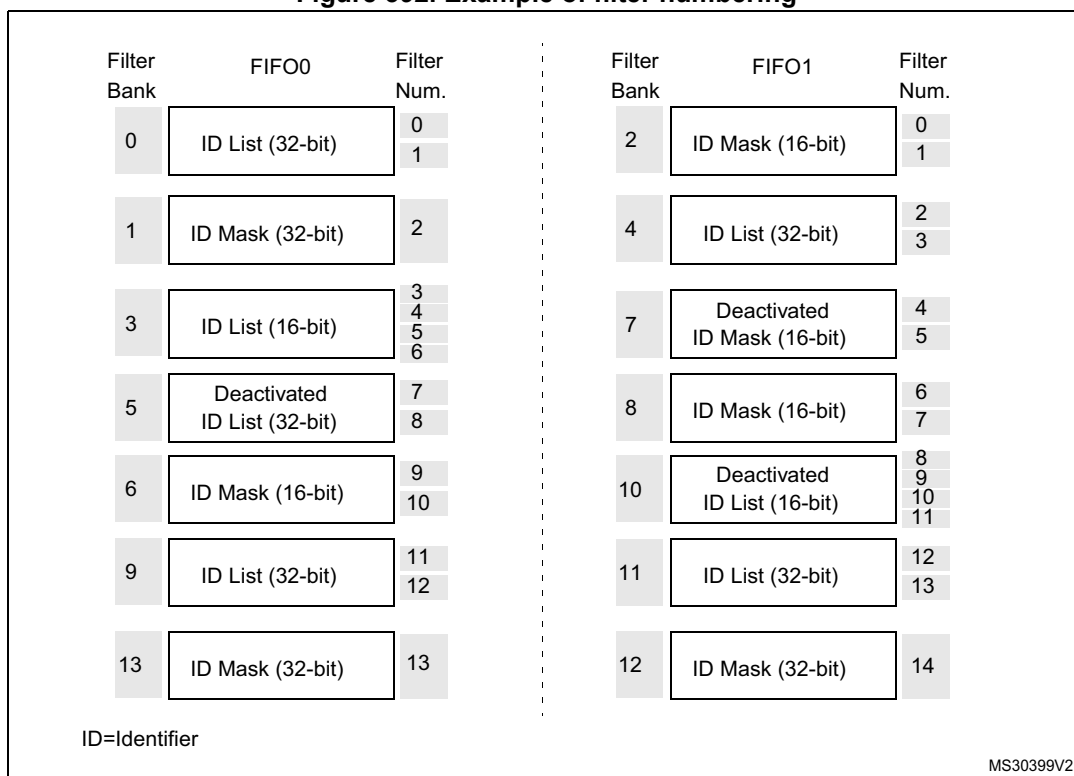 Filter Bank FIFO0 Filter Num.
0 ID List (32-bit) 0 1
1 ID Mask (32-bit) 2
3 ID List (16-bit) 3 4 5 6
5 Deactivated ID List (32-bit) 7 8
6 ID Mask (16-bit) 9 10
9 ID List (32-bit) 11 12
13 ID Mask (32-bit) 13
Filter Bank FIFO1 Filter Num.
2 ID Mask (16-bit) 0 1
4 ID List (32-bit) 2 3
7 Deactivated ID Mask (16-bit) 4 5
8 ID Mask (16-bit) 6 7
10 Deactivated ID List (16-bit) 8 9 10 11
11 ID List (32-bit) 12 13
12 ID Mask (32-bit) 14
ID=Identifier
MS30399V2